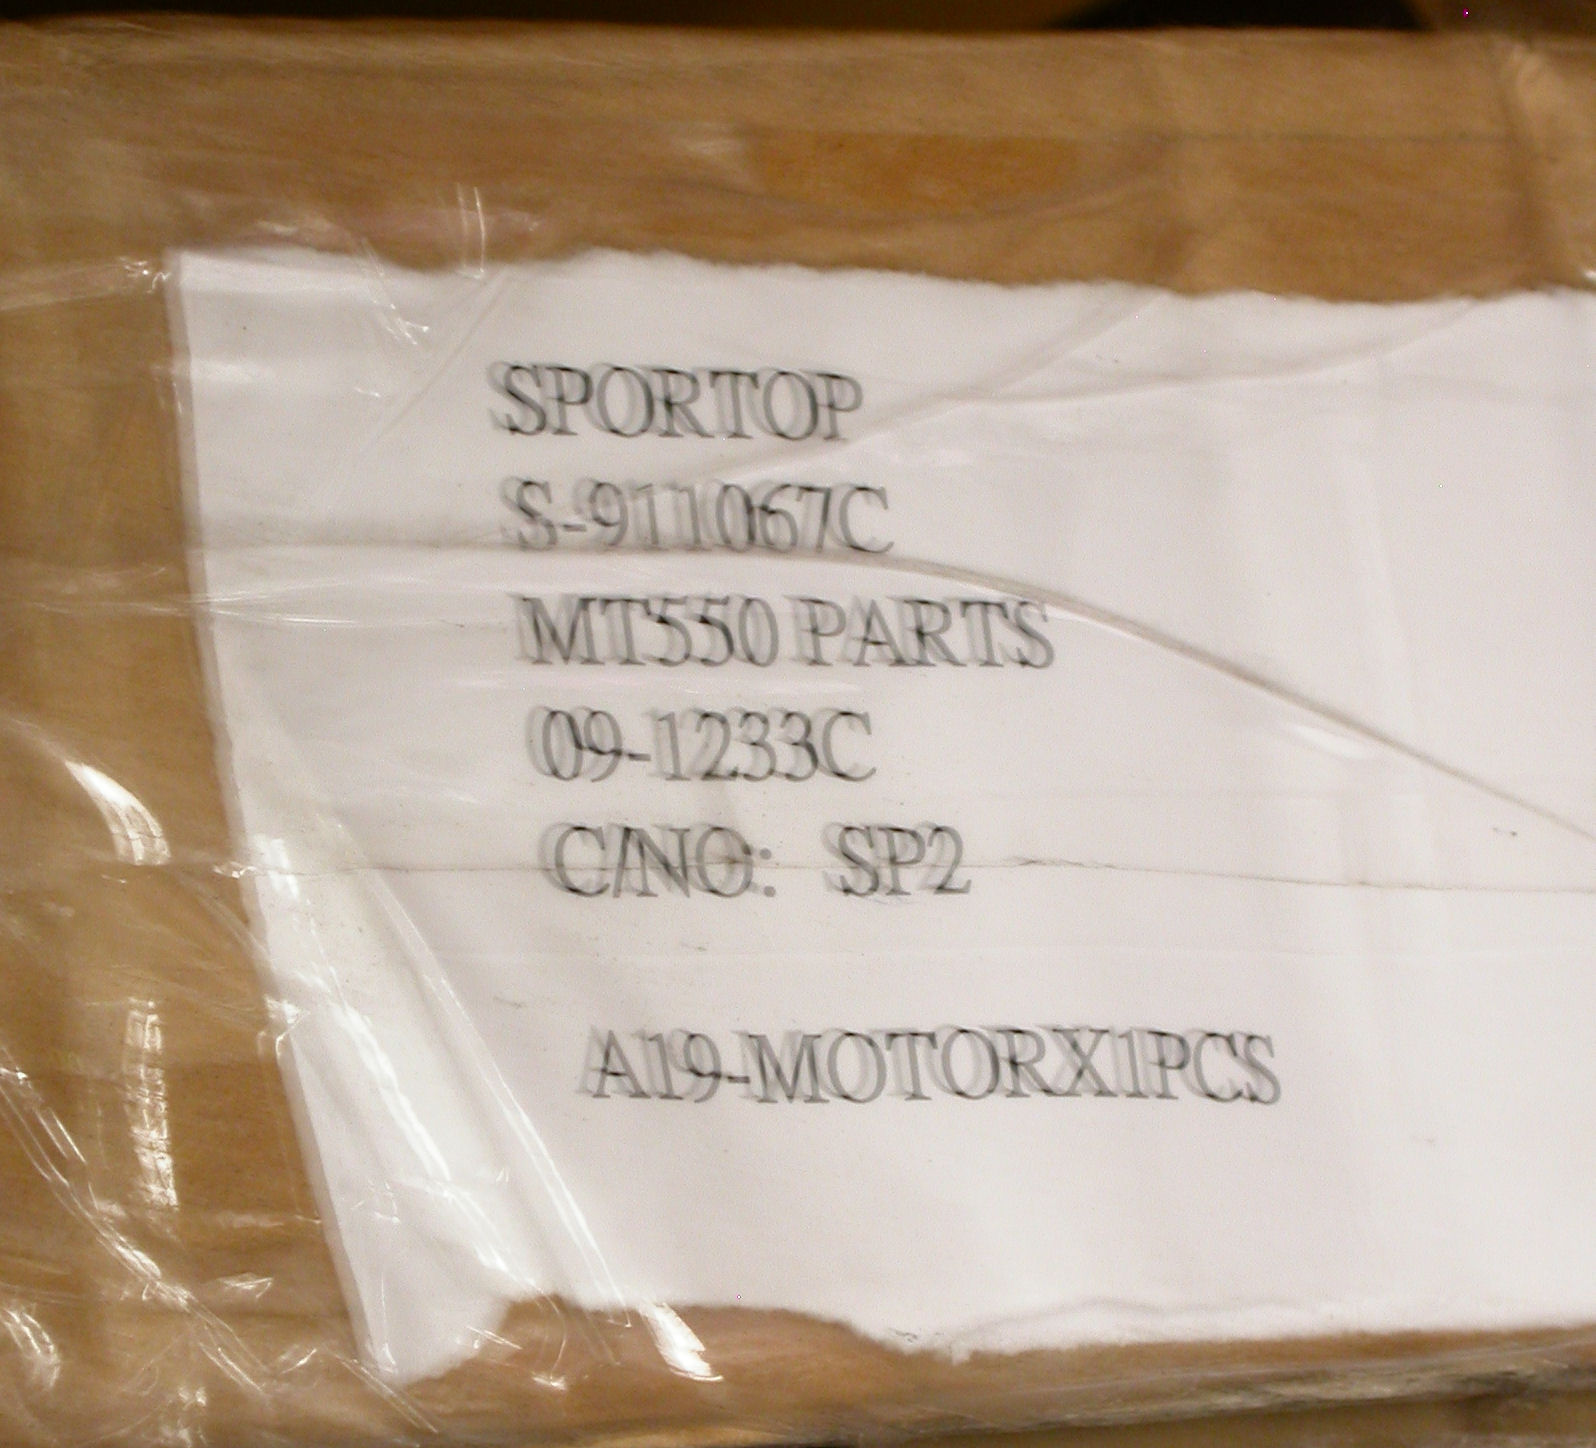 SPORTOP
S-911067C
MT550 PARTS
09-1233C
C/NO: SP2
A19-MOTORX1PCS